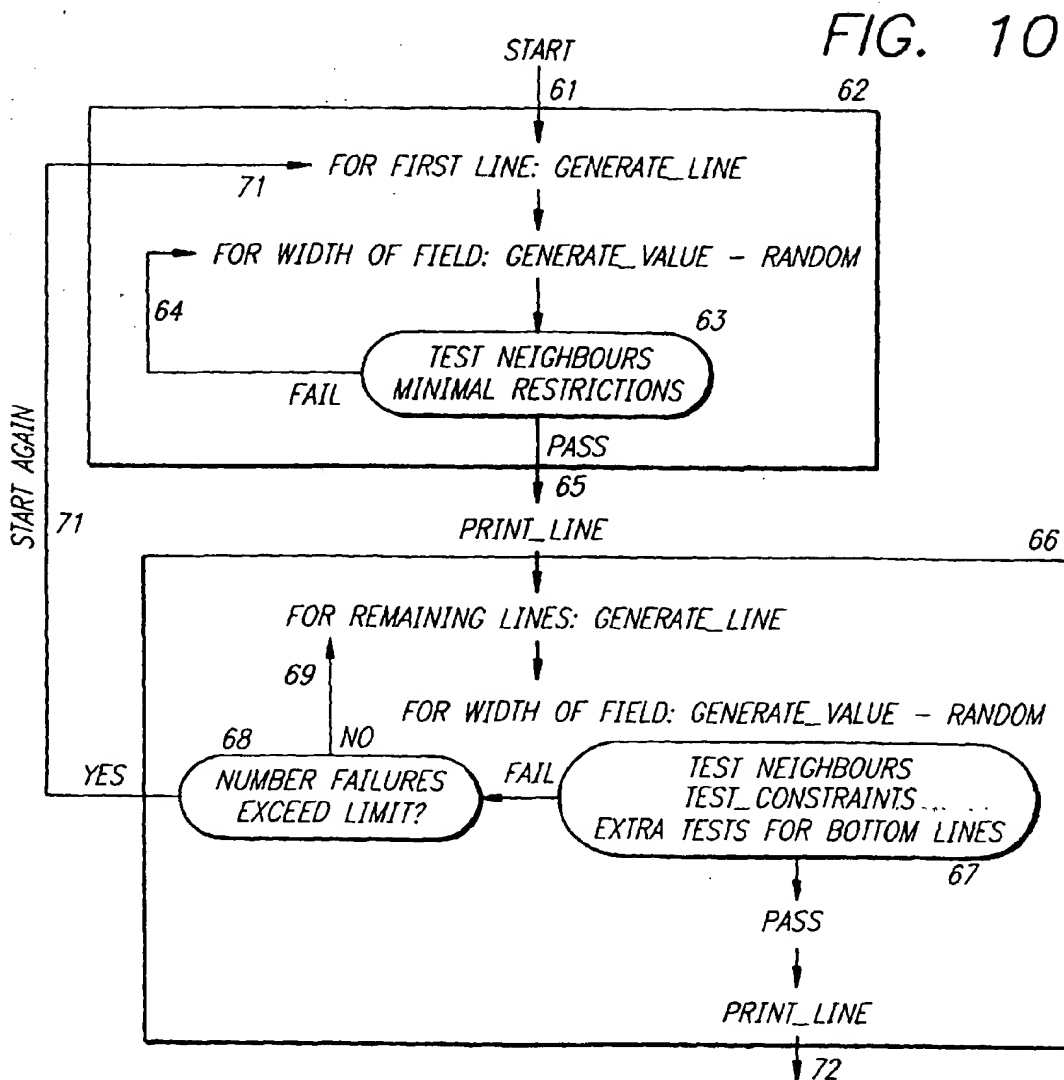 FIG. 10
START
61
62
FOR FIRST LINE: GENERATE_LINE
71
FOR WIDTH OF FIELD: GENERATE_VALUE - RANDOM
64
63
TEST NEIGHBOURS
MINIMAL RESTRICTIONS
FAIL
PASS
65
START AGAIN
71
PRINT_LINE
66
FOR REMAINING LINES: GENERATE_LINE
69
FOR WIDTH OF FIELD: GENERATE_VALUE - RANDOM
68
NO
YES
NUMBER FAILURES
EXCEED LIMIT?
FAIL
TEST NEIGHBOURS
TEST_CONSTRAINTS....
EXTRA TESTS FOR BOTTOM LINES
67
PASS
PRINT_LINE
72